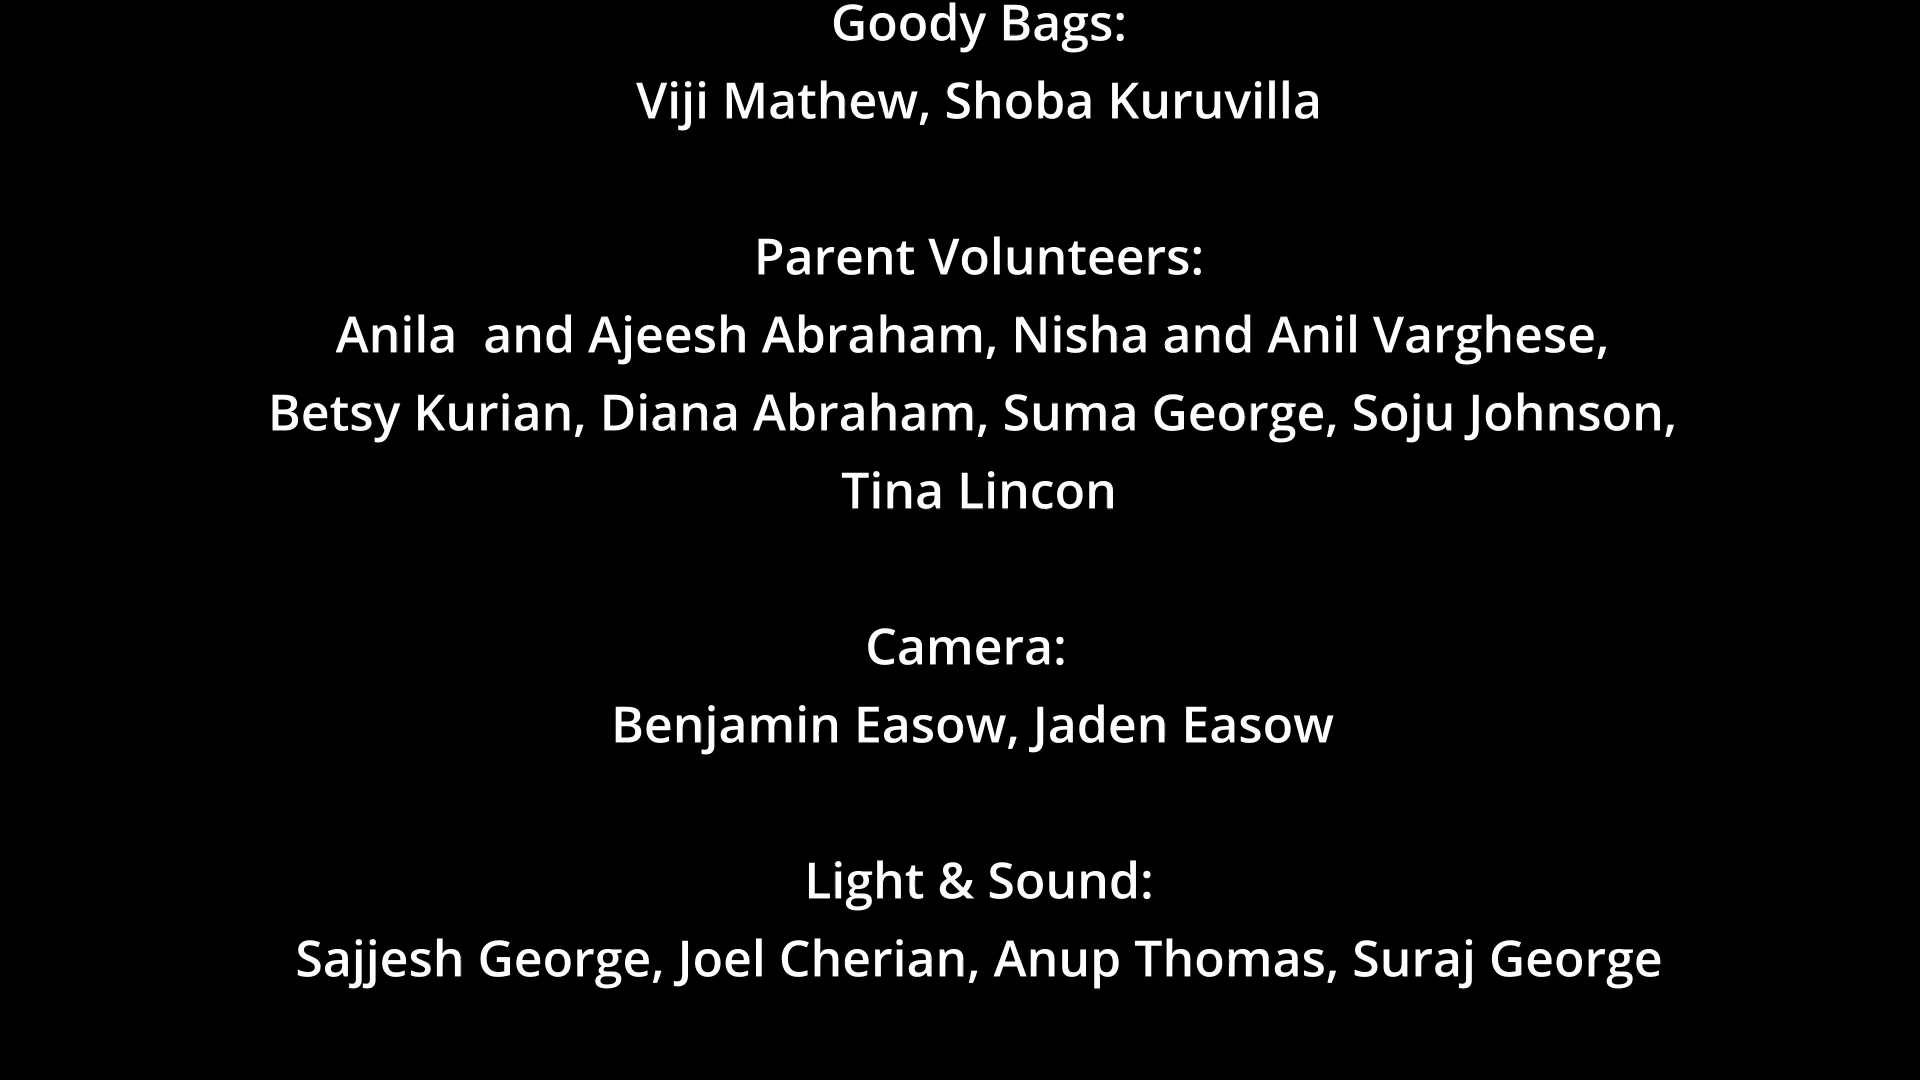 Goody Bags:
Viji Mathew, Shoba Kuruvilla
Parent Volunteers:
Anila  and Ajeesh Abraham, Nisha and Anil Varghese,
Betsy Kurian, Diana Abraham, Suma George, Soju Johnson,
Tina Lincon
Camera:
Benjamin Easow, Jaden Easow
Light & Sound:
Sajjesh George, Joel Cherian, Anup Thomas, Suraj George